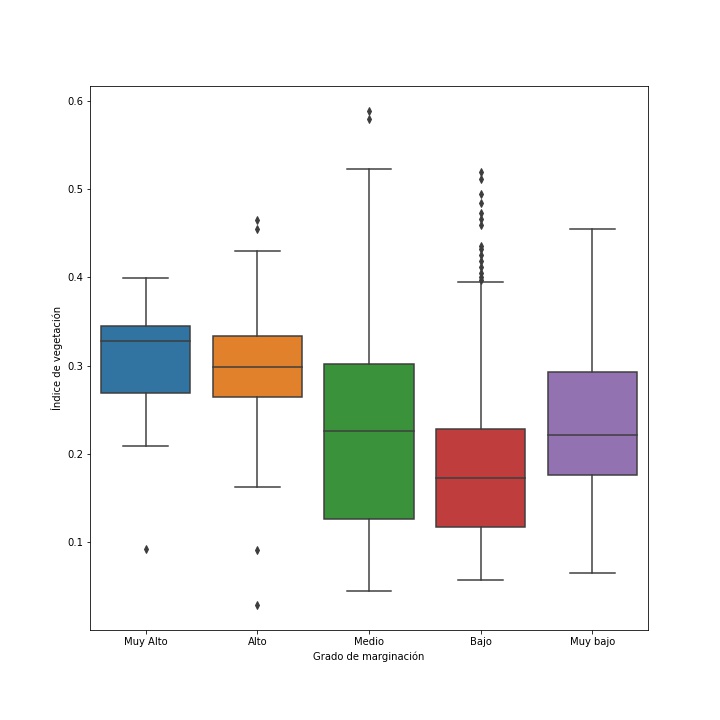 0.6
0.5
0.4
0.3
0.2
0.1
Índice de vegetación
Muy Alto
Alto
Medio
Bajo
Muy bajo
Grado de marginación